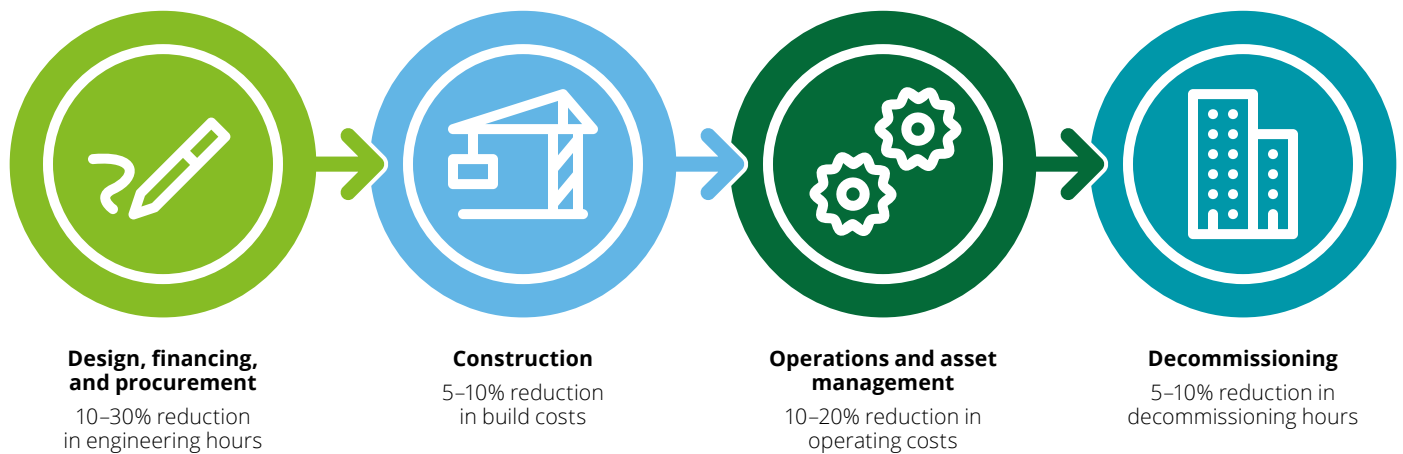 Design, financing,
and procurement
10–30% reduction
in engineering hours
Construction
5–10% reduction
in build costs
Operations and asset
management
10–20% reduction in
operating costs
Decommissioning
5–10% reduction in
decommissioning hours